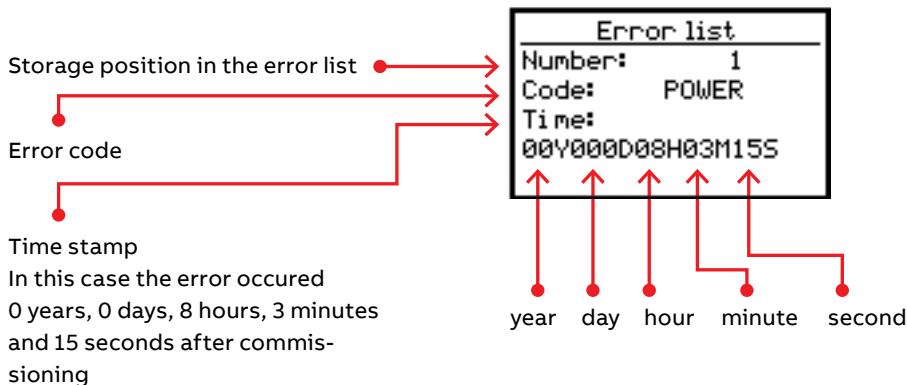 Storage position in the error list
Error code
Time stamp
In this case the error occured
0 years, 0 days, 8 hours, 3 minutes
and 15 seconds after commis-
sioning
Error list
Number: 1
Code: POWER
Time:
00Y000D08H03M15S
year day hour minute second